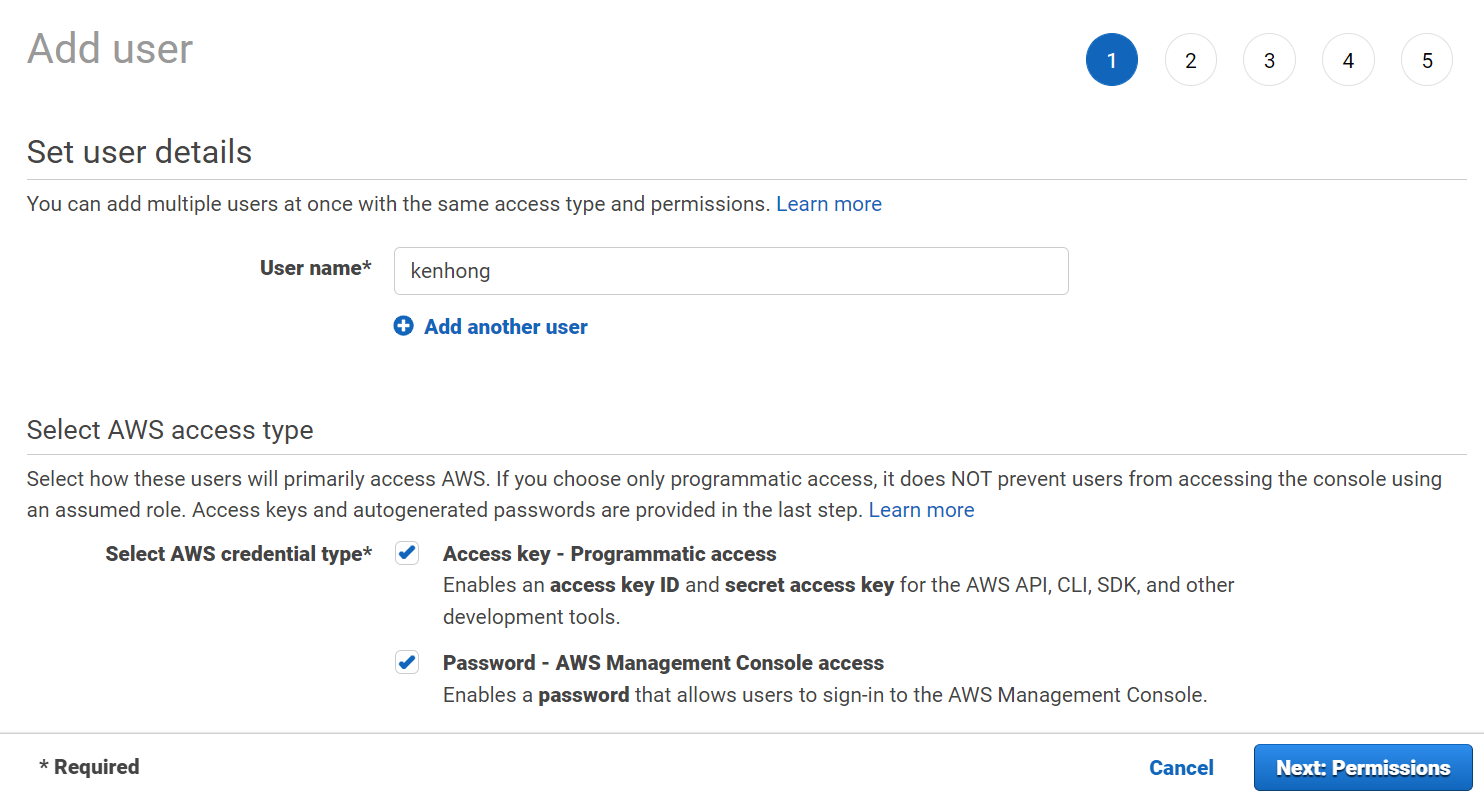 Add user
1 2 3 4 5
Set user details
You can add multiple users at once with the same access type and permissions. Learn more
User name* kenhong
Add another user
Select AWS access type
Select how these users will primarily access AWS. If you choose only programmatic access, it does NOT prevent users from accessing the console using
an assumed role. Access keys and autogenerated passwords are provided in the last step. Learn more
Select AWS credential type* Access key - Programmatic access
Enables an access key ID and secret access key for the AWS API, CLI, SDK, and other
development tools.
Password - AWS Management Console access
Enables a password that allows users to sign-in to the AWS Management Console.
* Required Cancel Next: Permissions